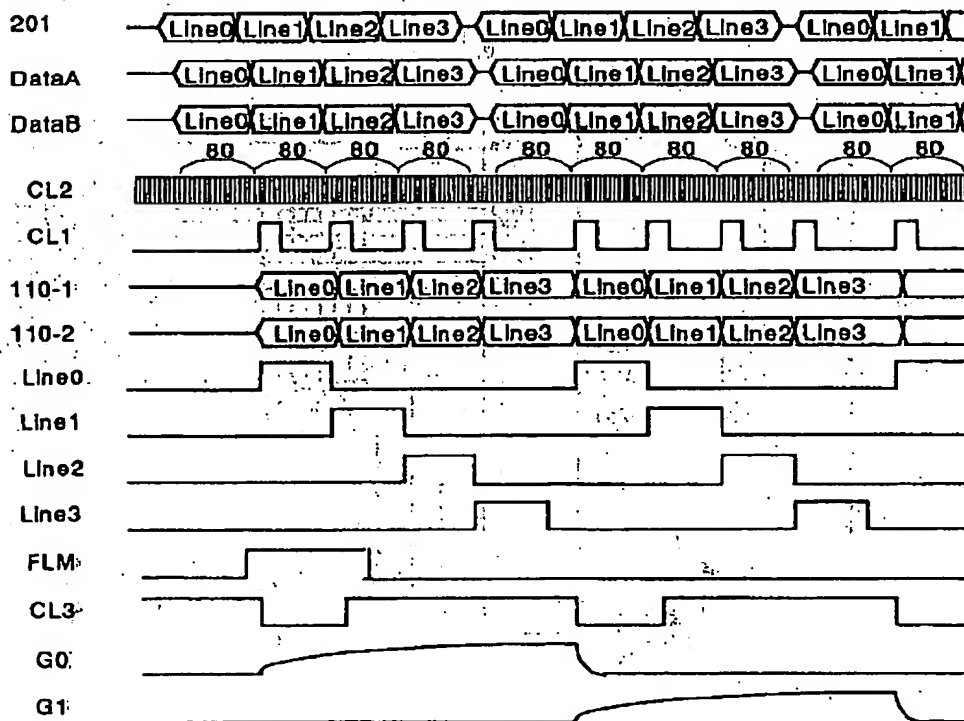 201 Line0 Line1 Line2 Line3 Line0 Line1 Line2 Line3 Line0 Line1
DataA Line0 Line1 Line2 Line3 Line0 Line1 Line2 Line3 Line0 Line1
DataB Line0 Line1 Line2 Line3 Line0 Line1 Line2 Line3 Line0 Line1
80 80 80 80 80 80 80 80 80 80
CL2
CL1
110-1 Line0 Line1 Line2 Line3 Line0 Line1 Line2 Line3
110-2 Line0 Line1 Line2 Line3 Line0 Line1 Line2 Line3
Line0
Line1
Line2
Line3
FLM
CL3
G0
G1